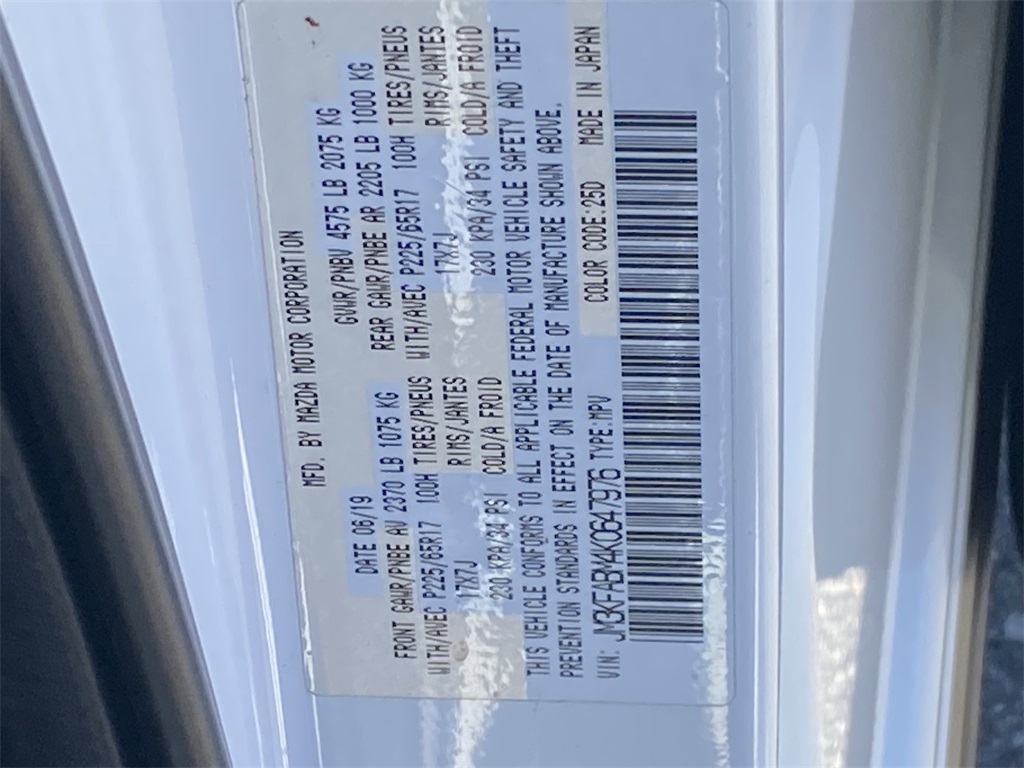 MFD. BY MAZDA MOTOR CORPORATION
DATE 06/19 GVWR/PNBV 4575 LB 2075 KG
FRONT GAWR/PNBE AV 2370 LB 1075 KG REAR GAWR/PNBE AR 2205 LB 1000 KG
WITH/AVEC P225/65R17 100H TIRES/PNEUS WITH/AVEC P225/65R17 100H TIRES/PNEUS
17X7J RIMS/JANTES 17X7J RIMS/JANTES
230 KPA/34 PSI COLD/A FROID 230 KPA/34 PSI COLD/A FROID
THIS VEHICLE CONFORMS TO ALL APPLICABLE FEDERAL MOTOR VEHICLE SAFETY AND THEFT
PREVENTION STANDARDS IN EFFECT ON THE DATE OF MANUFACTURE SHOWN ABOVE.
VIN: JM3KFABM4K0647976 TYPE:MPV COLOR CODE:25D MADE IN JAPAN